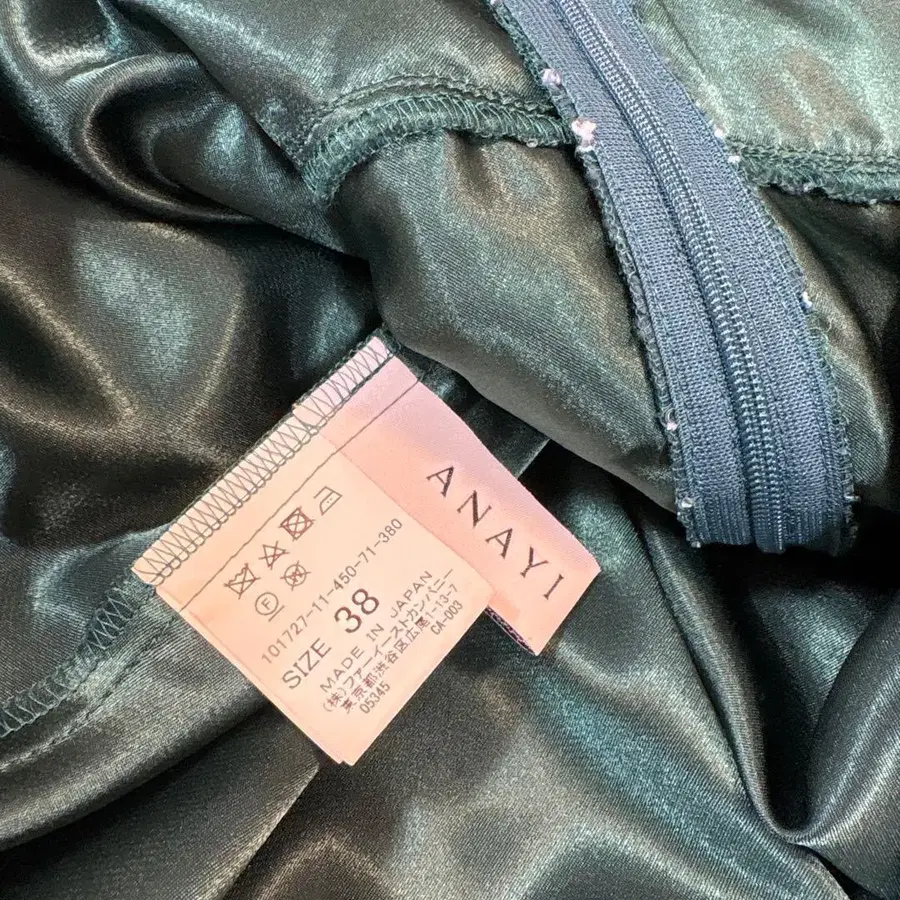 ANAYI
101727-11-450-71-380
SIZE 38
MADE IN JAPAN
(株)ファーイーストカンパニー
東京都渋谷区広尾1-13-7
05345 CA-003